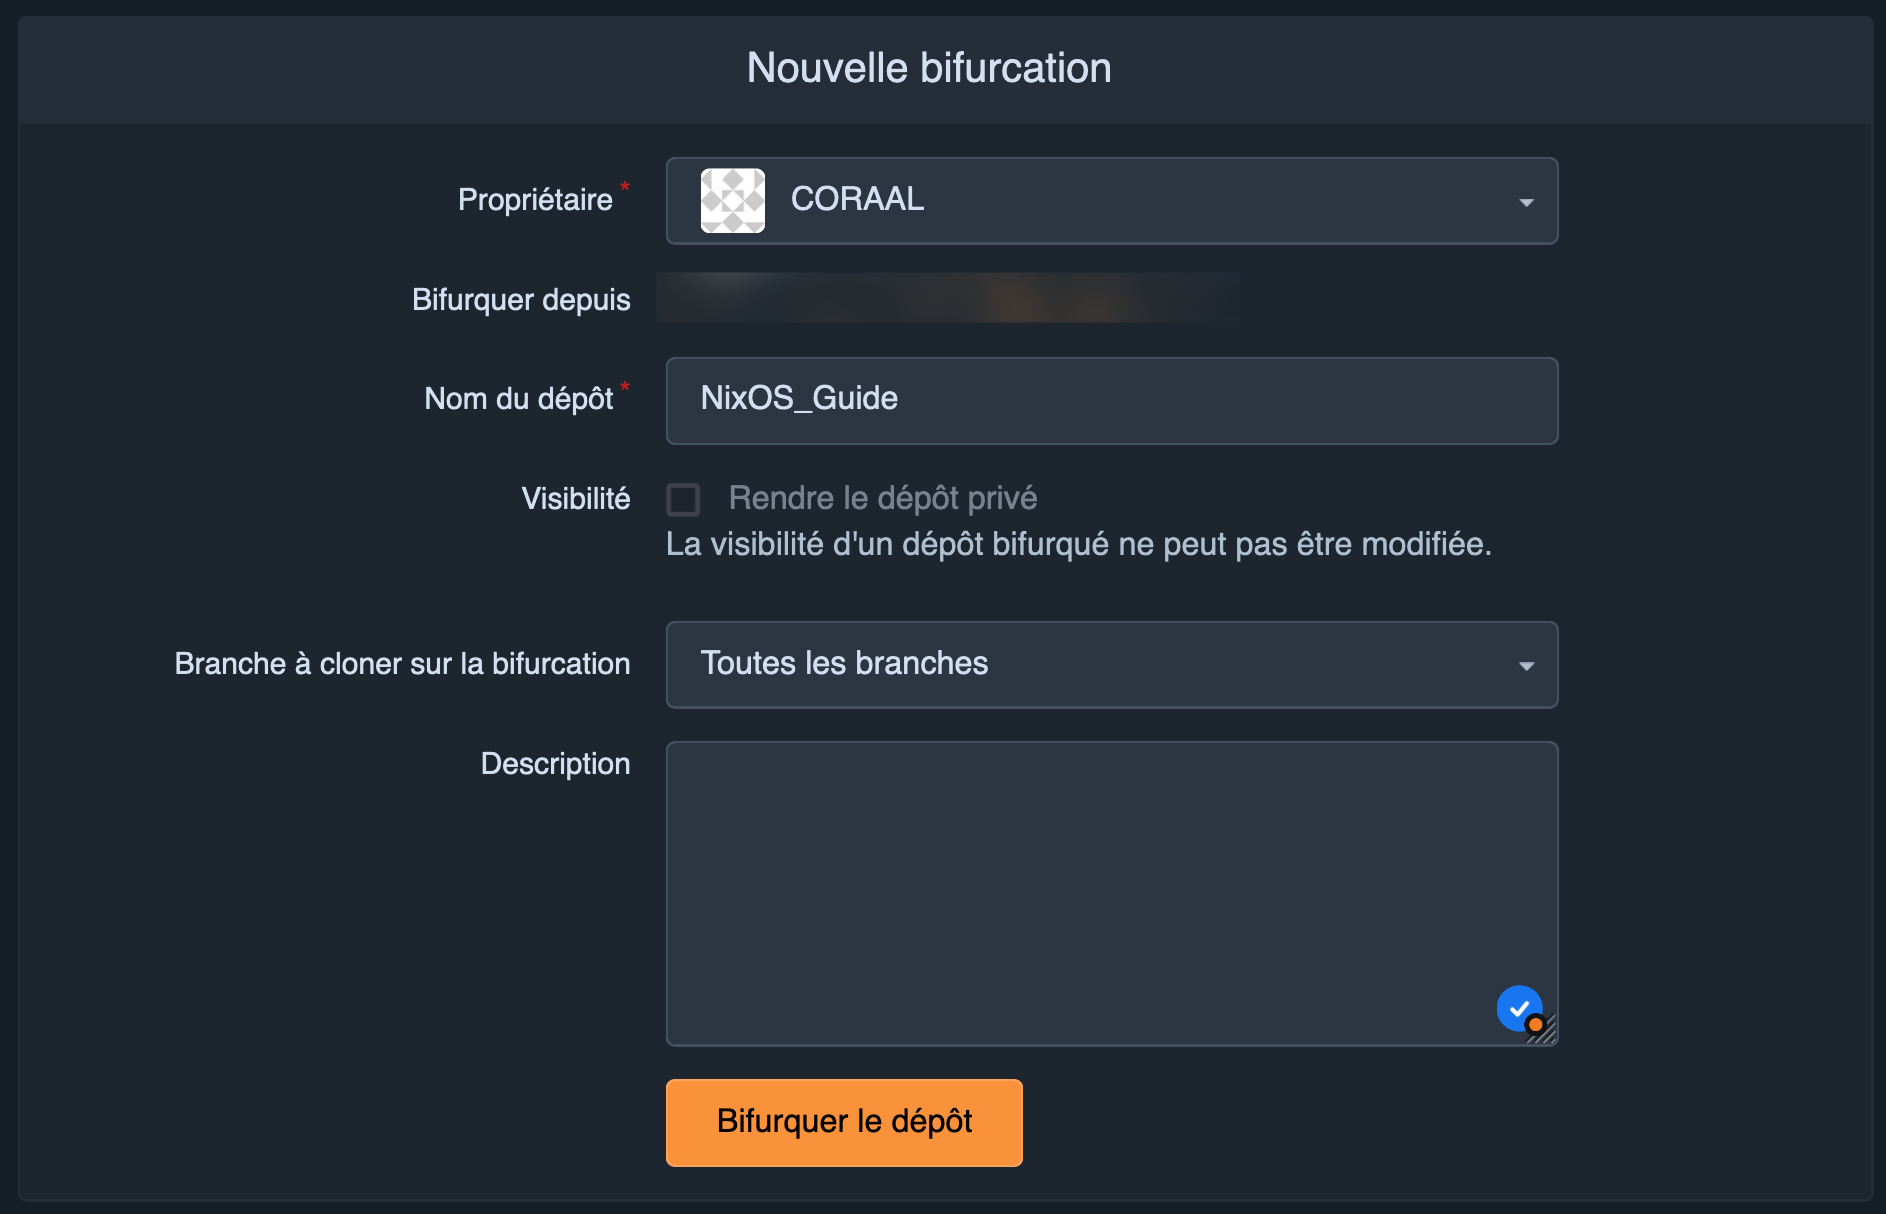 Nouvelle bifurcation
Propriétaire *
CORAAL
Bifurquer depuis
Nom du dépôt *
NixOS_Guide
Visibilité
Rendre le dépôt privé
La visibilité d'un dépôt bifurqué ne peut pas être modifiée.
Branche à cloner sur la bifurcation
Toutes les branches
Description
Bifurquer le dépôt